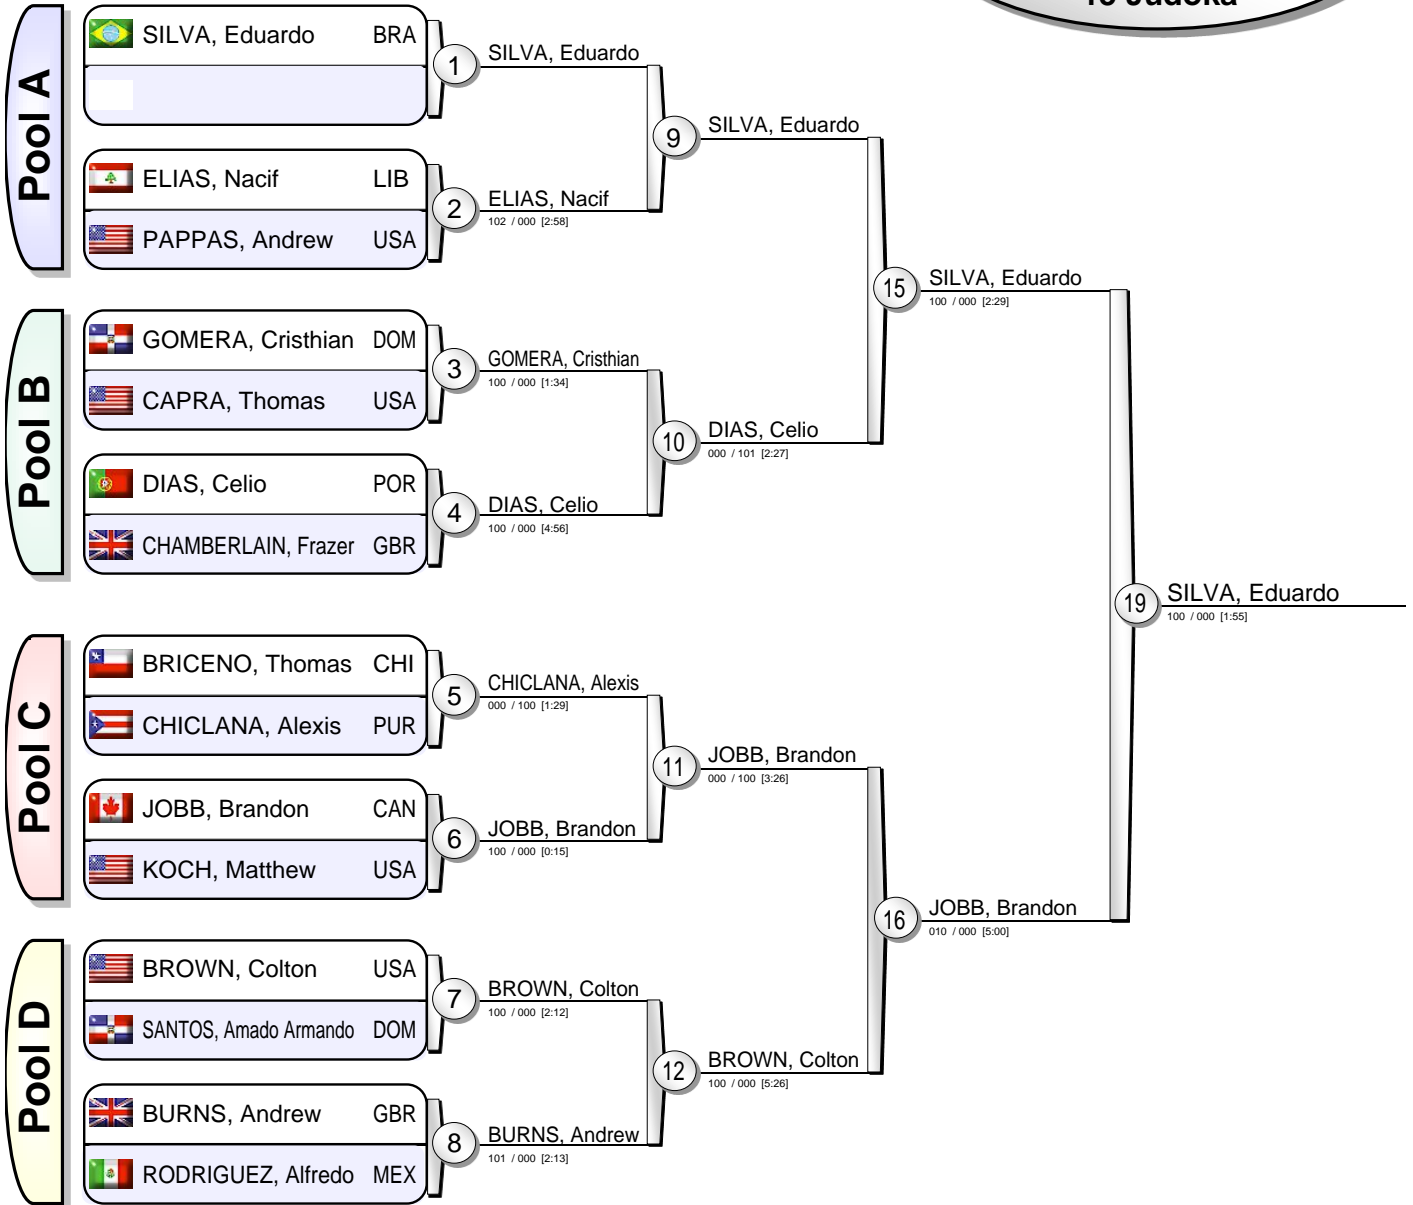 Pool A
SILVA, Eduardo BRA
ELIAS, Nacif LIB
PAPPAS, Andrew USA
Pool B
GOMERA, Cristhian DOM
CAPRA, Thomas USA
DIAS, Celio POR
CHAMBERLAIN, Frazer GBR
Pool C
BRICENO, Thomas CHI
CHICLANA, Alexis PUR
JOBB, Brandon CAN
KOCH, Matthew USA
Pool D
BROWN, Colton USA
SANTOS, Amado Armando DOM
BURNS, Andrew GBR
RODRIGUEZ, Alfredo MEX
1 SILVA, Eduardo
2 ELIAS, Nacif
102 / 000 [2:58]
3 GOMERA, Cristhian
100 / 000 [1:34]
4 DIAS, Celio
100 / 000 [4:56]
5 CHICLANA, Alexis
000 / 100 [1:29]
6 JOBB, Brandon
100 / 000 [0:15]
7 BROWN, Colton
100 / 000 [2:12]
8 BURNS, Andrew
101 / 000 [2:13]
9 SILVA, Eduardo
10 DIAS, Celio
000 / 101 [2:27]
11 JOBB, Brandon
000 / 100 [3:26]
12 BROWN, Colton
100 / 000 [5:26]
15 SILVA, Eduardo
100 / 000 [2:29]
16 JOBB, Brandon
010 / 000 [5:00]
19 SILVA, Eduardo
100 / 000 [1:55]